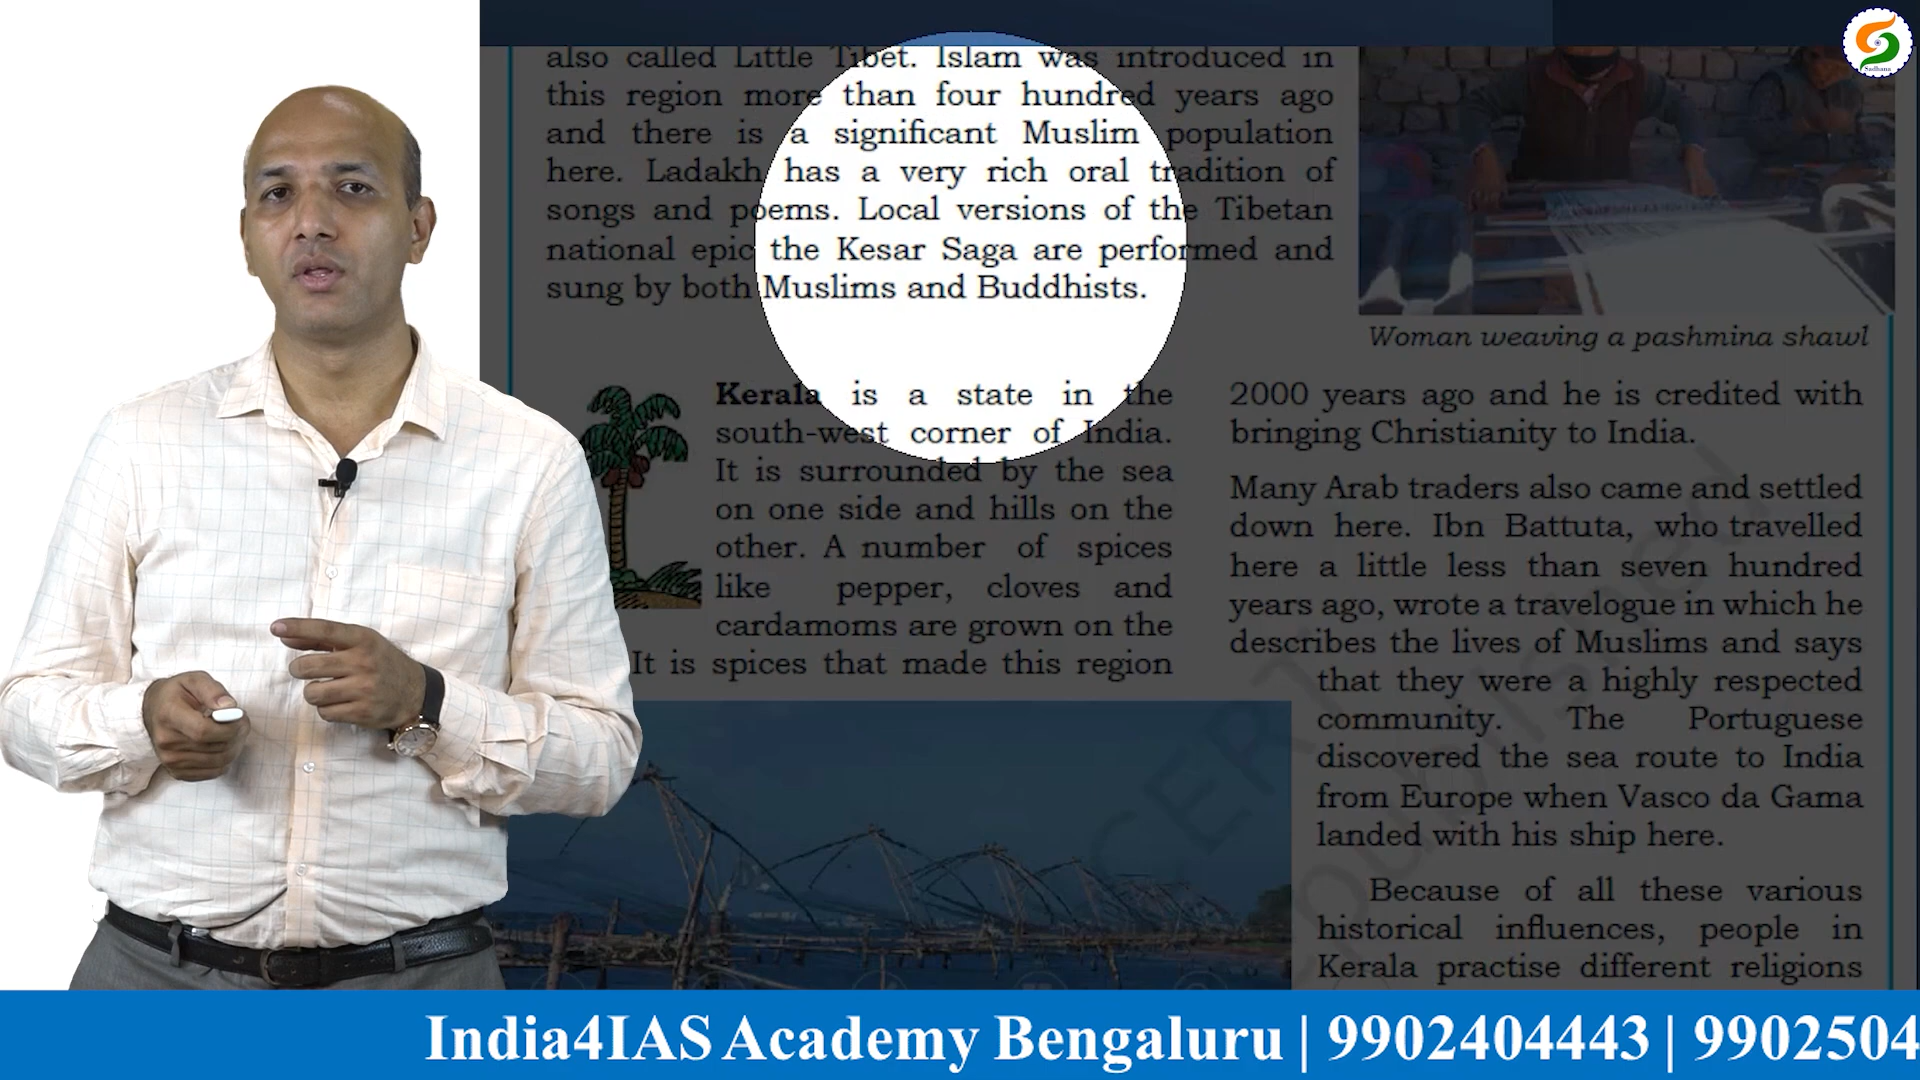 Sadhana
also called Little Tibet. Islam was introduced in
this region more than four hundred years ago
and there is a significant Muslim population
here. Ladakh has a very rich oral tradition of
songs and poems. Local versions of the Tibetan
national epic the Kesar Saga are performed and
sung by both Muslims and Buddhists.
Woman weaving a pashmina shawl
Kerala is a state in the
south-west corner of India.
It is surrounded by the sea
on one side and hills on the
other. A number of spices
like pepper, cloves and
cardamoms are grown on the
It is spices that made this region
2000 years ago and he is credited with
bringing Christianity to India.
Many Arab traders also came and settled
down here. Ibn Battuta, who travelled
here a little less than seven hundred
years ago, wrote a travelogue in which he
describes the lives of Muslims and says
that they were a highly respected
community. The Portuguese
discovered the sea route to India
from Europe when Vasco da Gama
landed with his ship here.
Because of all these various
historical influences, people in
Kerala practise different religions
India4IAS Academy Bengaluru | 9902404443 | 9902504